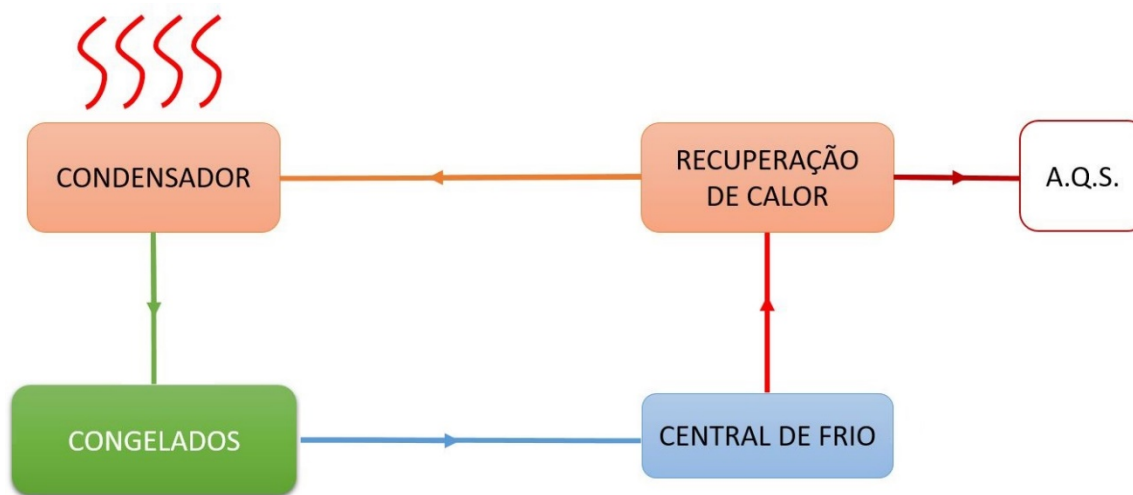 CONDENSADOR
RECUPERAÇÃO
DE CALOR
A.Q.S.
CONGELADOS
CENTRAL DE FRIO